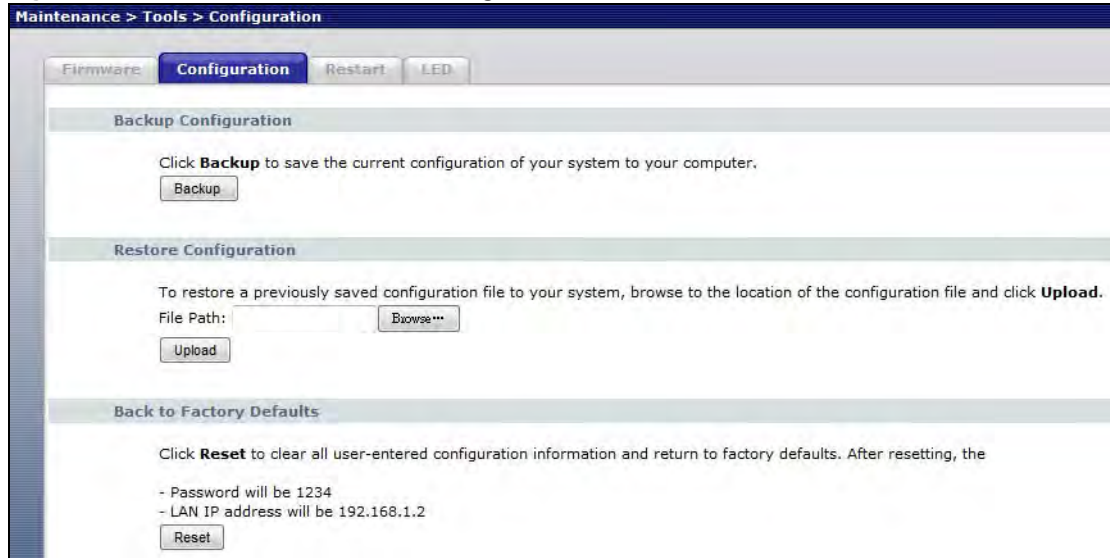 Maintenance > Tools > Configuration
Firmware Configuration Restart LED
Backup Configuration
Click Backup to save the current configuration of your system to your computer.
Backup
Restore Configuration
To restore a previously saved configuration file to your system, browse to the location of the configuration file and click Upload.
File Path: Browse...
Upload
Back to Factory Defaults
Click Reset to clear all user-entered configuration information and return to factory defaults. After resetting, the
- Password will be 1234
- LAN IP address will be 192.168.1.2
Reset